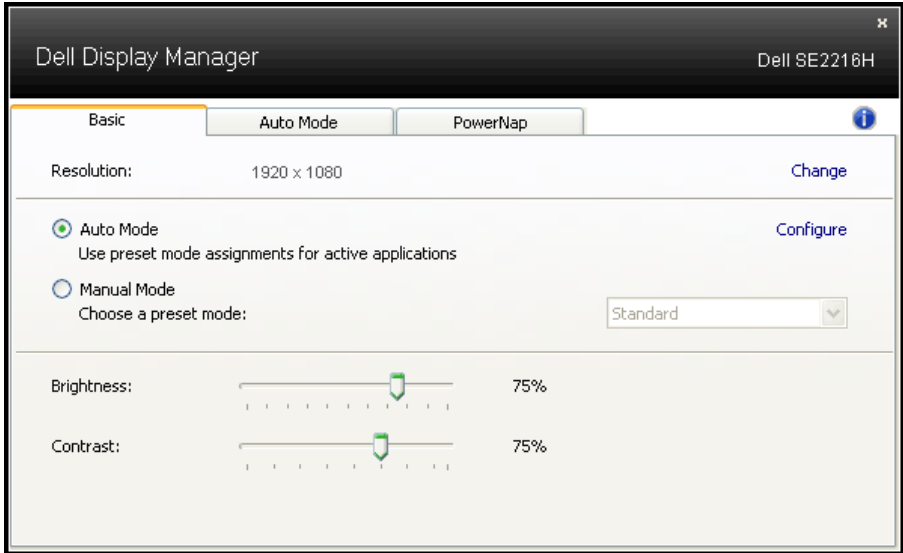 Dell Display Manager
Dell SE2216H
Basic
Auto Mode
PowerNap
Resolution:
1920 x 1080
Change
Auto Mode
Configure
Use preset mode assignments for active applications
Manual Mode
Choose a preset mode:
Standard
Brightness:
75%
Contrast:
75%